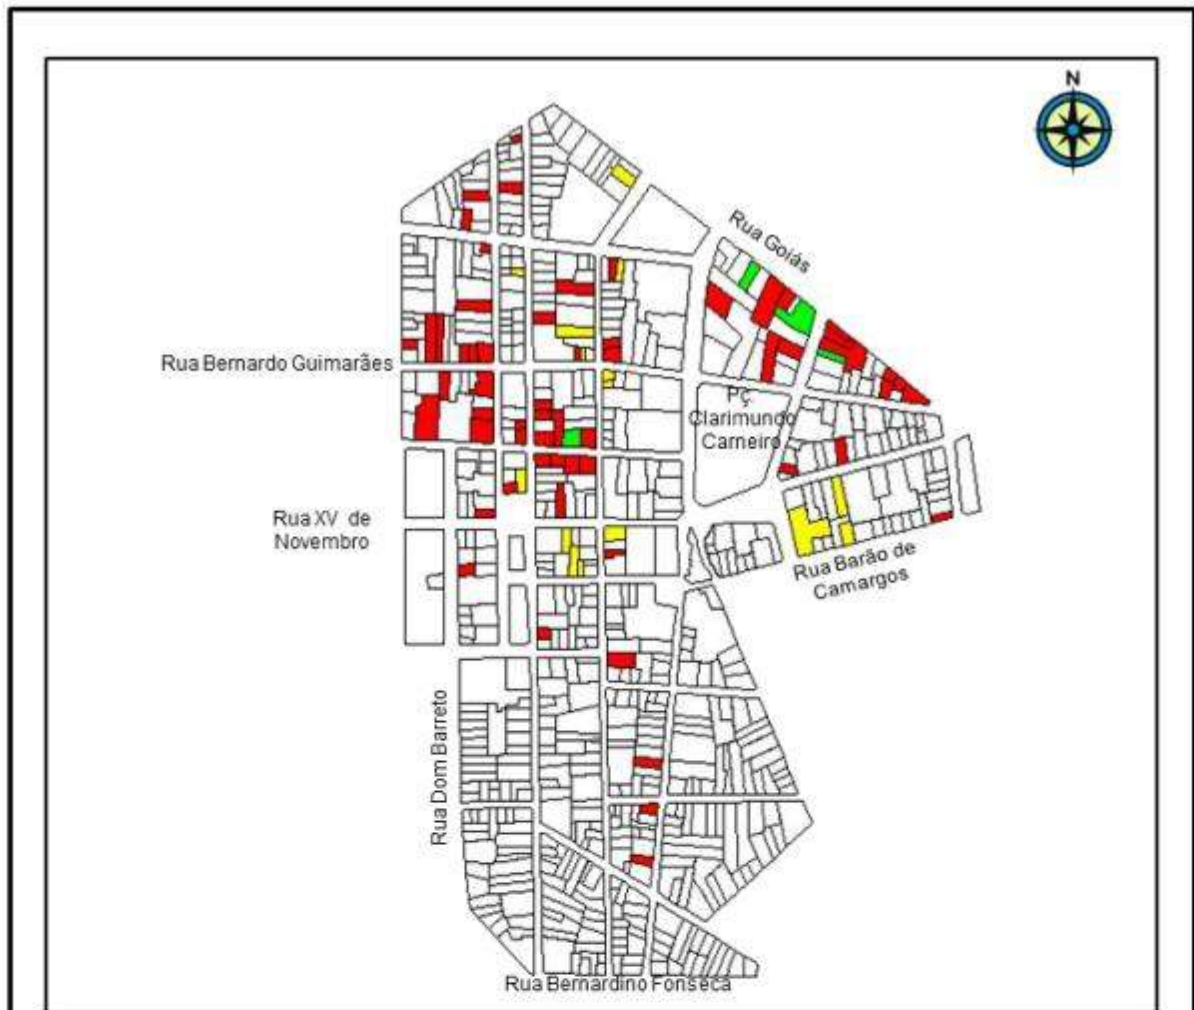 N
Rua Goiás
Rua Bernardo Guimarães
Pç.
Clarimundo
Carneiro
Rua XV de
Novembro
Rua Barão de
Camargos
Rua Dom Barreto
Rua Bernardino Fonseca